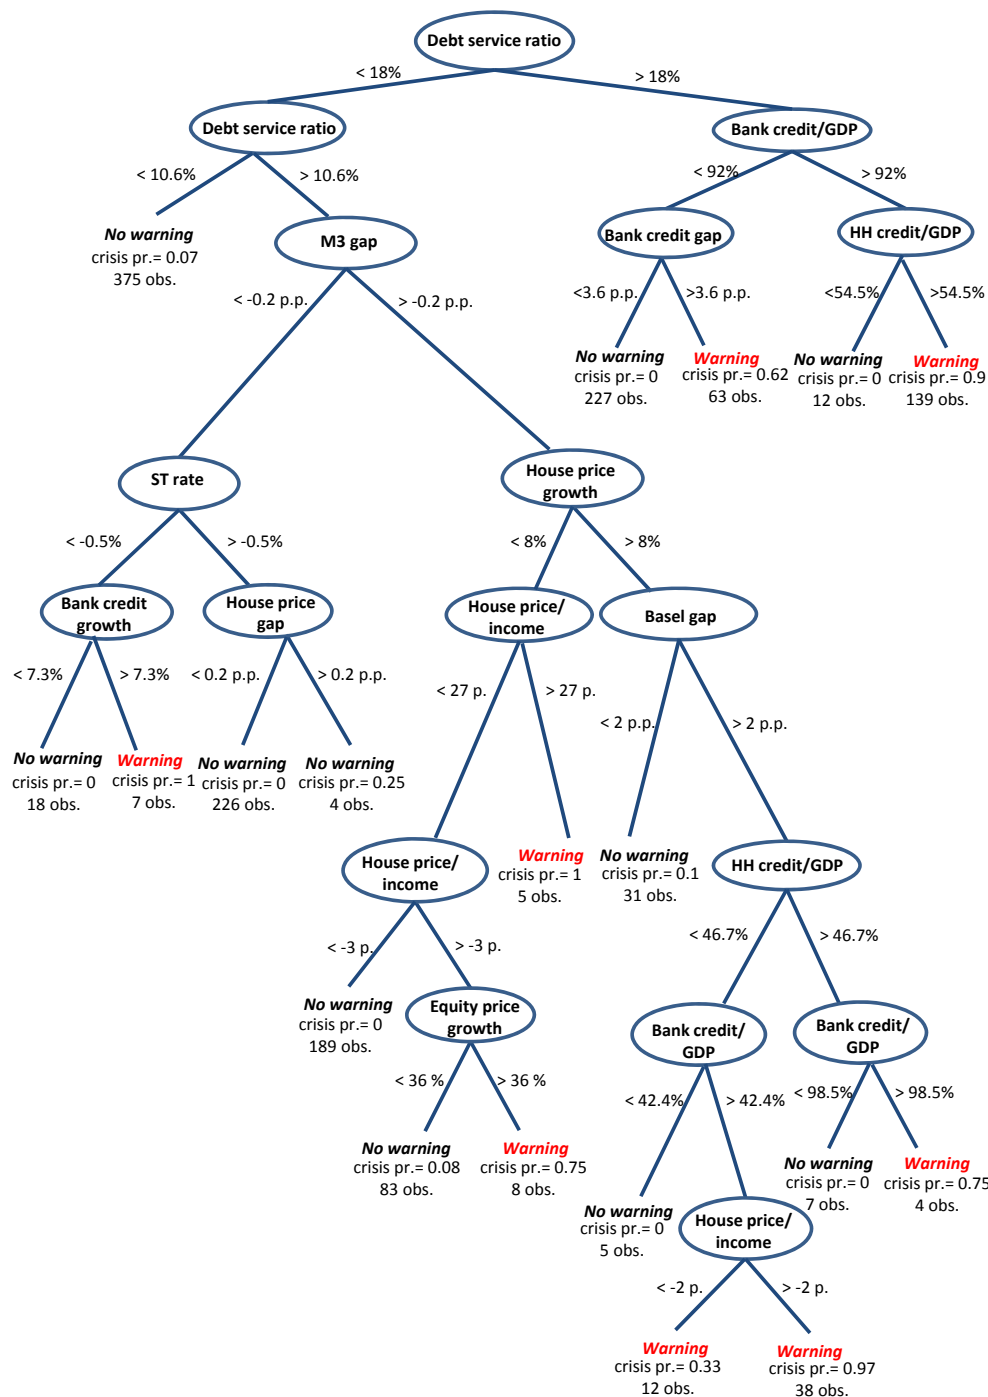 Debt service ratio
< 18%
> 18%
Debt service ratio
Bank credit/GDP
< 10.6%
> 10.6%
< 92%
> 92%
No warning
crisis pr.= 0.07
375 obs.
M3 gap
Bank credit gap
HH credit/GDP
< -0.2 p.p.
> -0.2 p.p.
<3.6 p.p.
>3.6 p.p.
<54.5%
>54.5%
No warning
crisis pr.= 0
227 obs.
Warning
crisis pr.= 0.62
63 obs.
No warning
crisis pr.= 0
12 obs.
Warning
crisis pr.= 0.9
139 obs.
ST rate
House price
growth
< -0.5%
> -0.5%
< 8%
> 8%
Bank credit
growth
House price
gap
House price/
income
Basel gap
< 7.3%
> 7.3%
< 0.2 p.p.
> 0.2 p.p.
< 27 p.
> 27 p.
< 2 p.p.
> 2 p.p.
No warning
crisis pr.= 0
18 obs.
Warning
crisis pr.= 1
7 obs.
No warning
crisis pr.= 0
226 obs.
No warning
crisis pr.= 0.25
4 obs.
House price/
income
Warning
crisis pr.= 1
5 obs.
No warning
crisis pr.= 0.1
31 obs.
HH credit/GDP
< -3 p.
> -3 p.
< 46.7%
> 46.7%
No warning
crisis pr.= 0
189 obs.
Equity price
growth
Bank credit/
GDP
Bank credit/
GDP
< 36 %
> 36 %
< 42.4%
> 42.4%
< 98.5%
> 98.5%
No warning
crisis pr.= 0.08
83 obs.
Warning
crisis pr.= 0.75
8 obs.
No warning
crisis pr.= 0
5 obs.
House price/
income
No warning
crisis pr.= 0
7 obs.
Warning
crisis pr.= 0.75
4 obs.
< -2 p.
> -2 p.
Warning
crisis pr.= 0.33
12 obs.
Warning
crisis pr.= 0.97
38 obs.